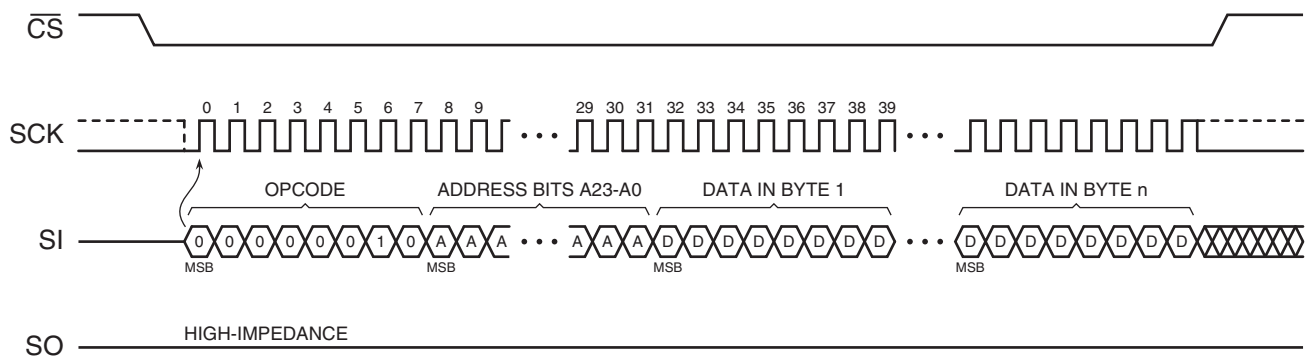 CS
0 1 2 3 4 5 6 7 8 9 29 30 31 32 33 34 35 36 37 38 39
SCK
OPCODE ADDRESS BITS A23-A0 DATA IN BYTE 1 DATA IN BYTE n
SI 0 0 0 0 0 0 1 0 A A A A A A D D D D D D D D D D D D D D D D
MSB MSB MSB MSB
HIGH-IMPEDANCE
SO